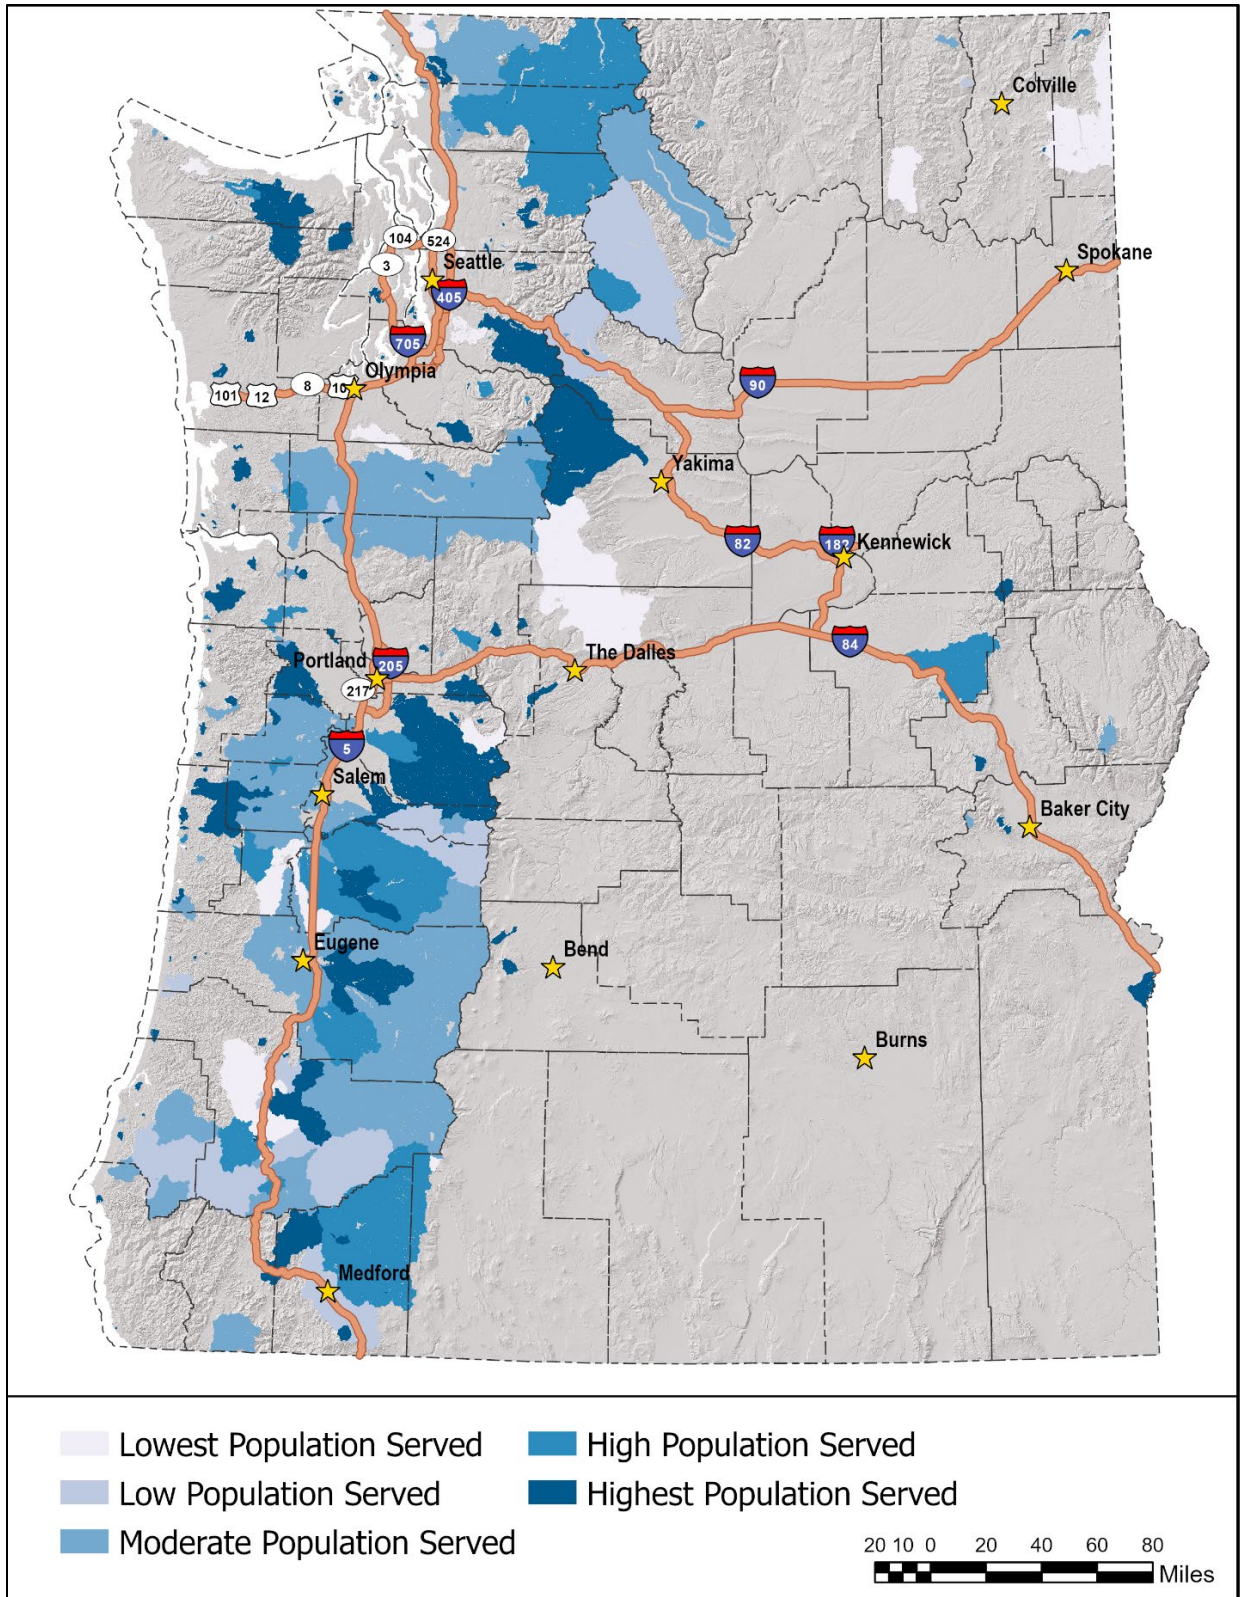 Colville
104
524
Spokane
3
Seattle
405
705
Olympia
101
12
8
10
90
Yakima
82
182
Kennewick
84
Portland
205
The Dalles
217
5
Salem
Baker City
Eugene
Bend
Burns
Medford
Lowest Population Served
High Population Served
Low Population Served
Highest Population Served
Moderate Population Served
20 10 0 20 40 60 80
Miles